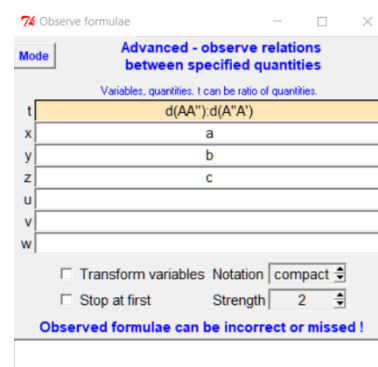 Observe formulae
Mode
Advanced - observe relations
between specified quantities
Variables, quantities. t can be ratio of quantities.
t d(AA"):d(A"A')
x a
y b
z c
u
v
w
Transform variables Notation compact
Stop at first Strength 2
Observed formulae can be incorrect or missed !